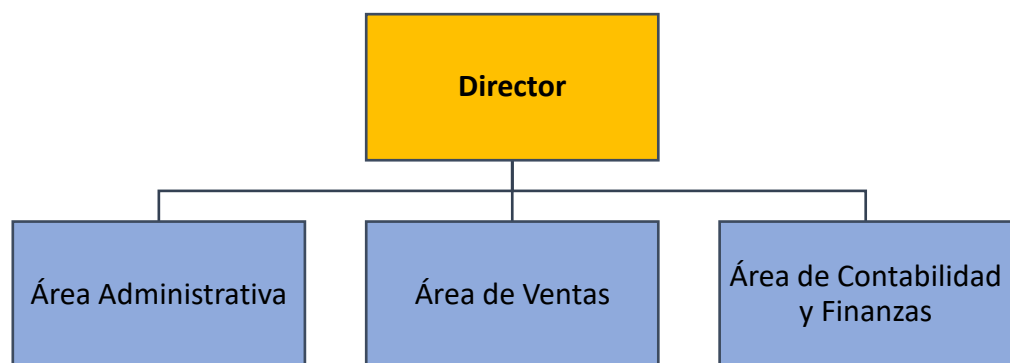 Director
Área Administrativa
Área de Ventas
Área de Contabilidad
y Finanzas